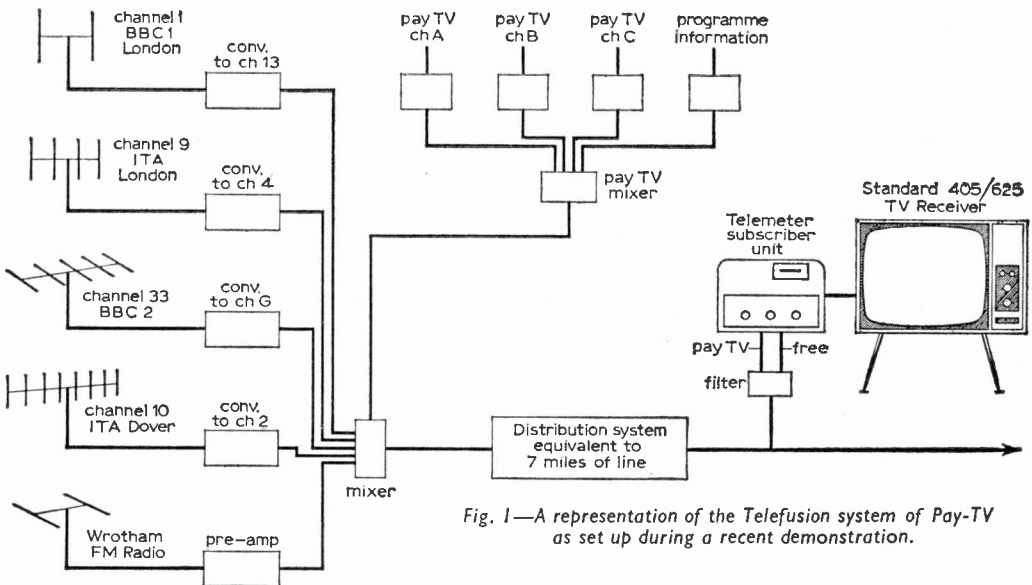 channel 1
BBC 1
London
conv.
to ch 13
channel 9
ITA
London
conv.
to ch 4
channel 33
BBC 2
conv.
to ch G
channel 10
ITA Dover
conv.
to ch 2
Wrotham
FM Radio
pre-amp
mixer
pay TV
ch A
pay TV
ch B
pay TV
ch C
programme
information
pay TV
mixer
Telemeter
subscriber
unit
Standard 405/625
TV Receiver
pay TV
free
filter
Distribution system
equivalent to
7 miles of line
Fig. 1—A representation of the Telefusion system of Pay-TV
as set up during a recent demonstration.